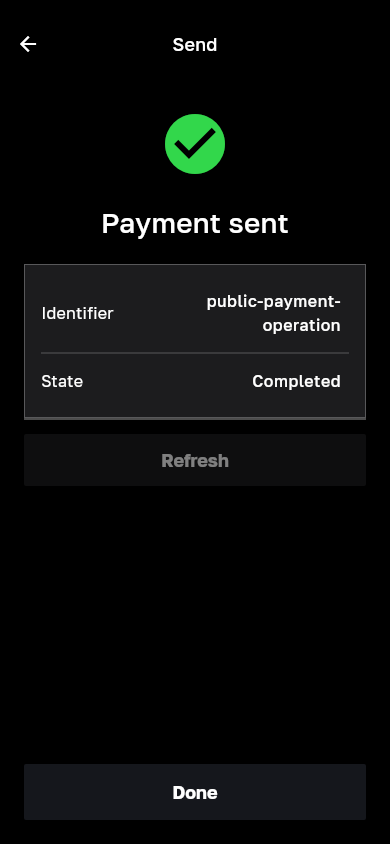 Send
Payment sent
Identifier
public-payment-
operation
State
Completed
Refresh
Done